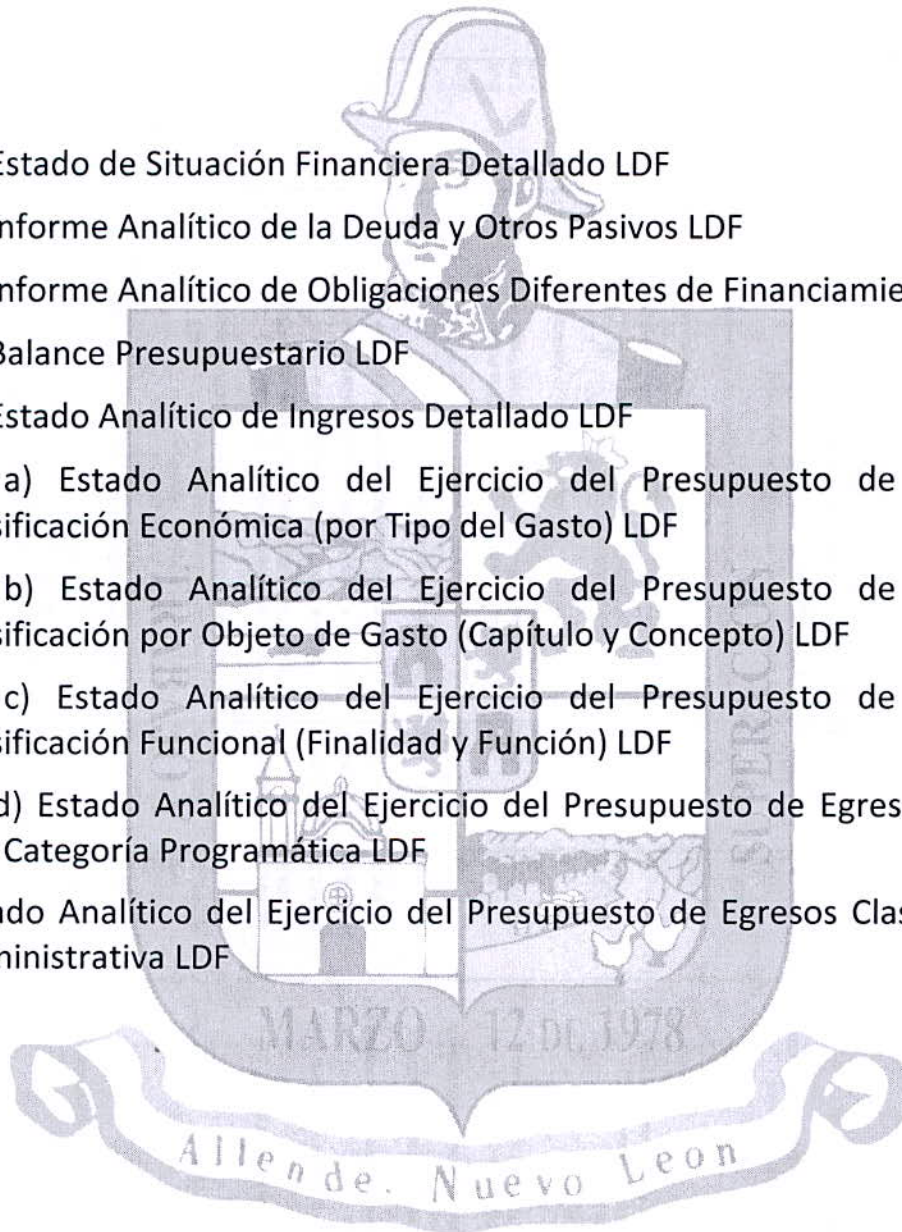 Estado de Situación Financiera Detallado LDF
nforme Analítico de la Deuda y Otros Pasivos LDF
nforme Analítico de Obligaciones Diferentes de Financiamie
Balance Presupuestario LDF
Estado Analítico de Ingresos Detallado LDF
a) Estado Analítico del Ejercicio del Presupuesto de
sificación Económica (por Tipo del Gasto) LDF
b) Estado Analítico del Ejercicio del Presupuesto de
sificación por Objeto de Gasto (Capítulo y Concepto) LDF
c) Estado Analítico del Ejercicio del Presupuesto de
sificación Funcional (Finalidad y Función) LDF
d) Estado Analítico del Ejercicio del Presupuesto de Egres
Categoría Programática LDF
ado Analítico del Ejercicio del Presupuesto de Egresos Clas
ministrativa LDF
MARZO 12 DE 1978
Allende. Nuevo Leon